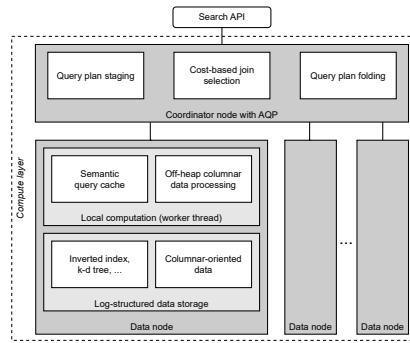 Search API
Compute layer
Query plan staging
Cost-based join
selection
Query plan folding
Coordinator node with AQP
Semantic
query cache
Off-heap columnar
data processing
Local computation (worker thread)
Inverted index,
k-d tree, ...
Columnar-oriented
data
Log-structured data storage
Data node
...
Data node
Data node